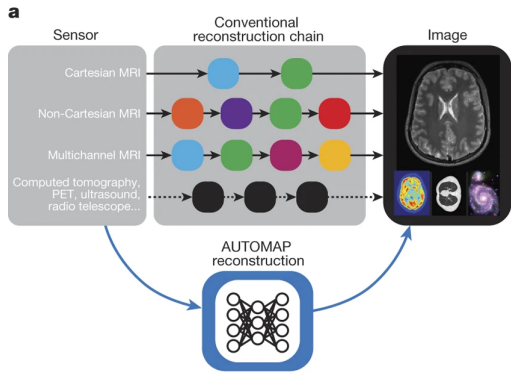 a
Sensor
Conventional
reconstruction chain
Image
Cartesian MRI
Non-Cartesian MRI
Multichannel MRI
Computed tomography,
PET, ultrasound,
radio telescope...
AUTOMAP
reconstruction